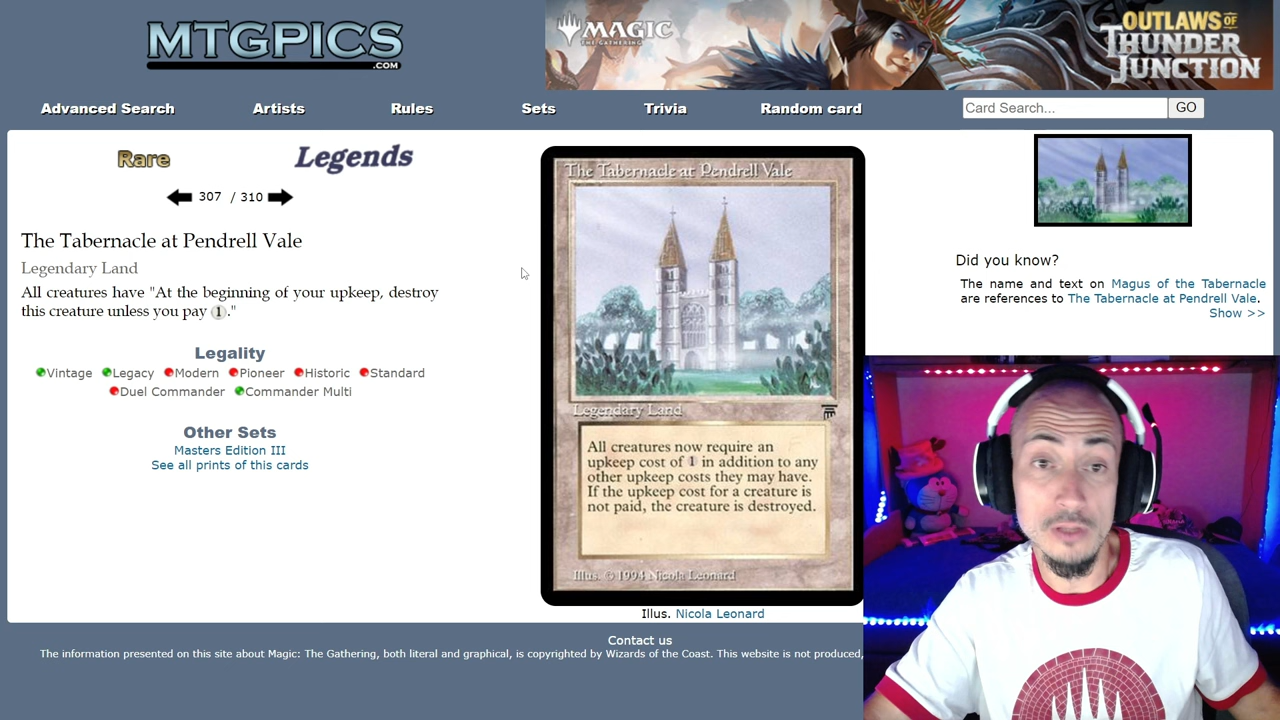 MTGPICS
.COM
MAGIC
THE GATHERING
OUTLAWS OF
THUNDER
JUNCTION
Advanced Search
Artists
Rules
Sets
Trivia
Random card
Card Search...
GO
Rare
Legends
307 / 310
The Tabernacle at Pendrell Vale
Legendary Land
All creatures have "At the beginning of your upkeep, destroy
this creature unless you pay 1."
Legality
Vintage Legacy Modern Pioneer Historic Standard
Duel Commander Commander Multi
Other Sets
Masters Edition III
See all prints of this cards
The Tabernacle at Pendrell Vale
Legendary Land
All creatures now require an
upkeep cost of 1 in addition to any
other upkeep costs they may have.
If the upkeep cost for a creature is
not paid, the creature is destroyed.
Illus. © 1994 Nicola Leonard
Illus. Nicola Leonard
Did you know?
The name and text on Magus of the Tabernacle
are references to The Tabernacle at Pendrell Vale.
Show >>
Contact us
The information presented on this site about Magic: The Gathering, both literal and graphical, is copyrighted by Wizards of the Coast. This website is not produced,